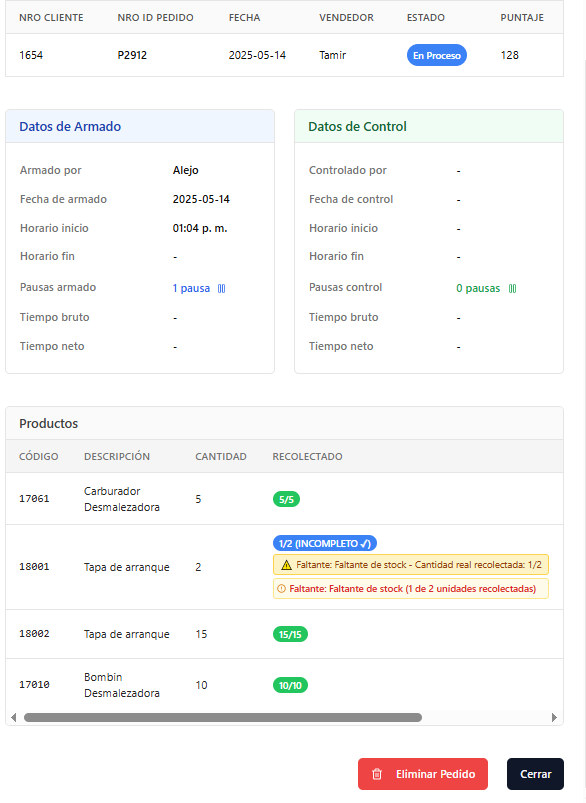 NRO CLIENTE NRO ID PEDIDO FECHA VENDEDOR ESTADO PUNTAJE
1654 P2912 2025-05-14 Tamir En Proceso 128
Datos de Armado
Armado por Alejo
Fecha de armado 2025-05-14
Horario inicio 01:04 p. m.
Horario fin -
Pausas armado 1 pausa
Tiempo bruto -
Tiempo neto -
Datos de Control
Controlado por -
Fecha de control -
Horario inicio -
Horario fin -
Pausas control 0 pausas
Tiempo bruto -
Tiempo neto -
Productos
CÓDIGO DESCRIPCIÓN CANTIDAD RECOLECTADO
17061 Carburador Desmalezadora 5 5/5
18001 Tapa de arranque 2 1/2 (INCOMPLETO ✓)
Faltante: Faltante de stock - Cantidad real recolectada: 1/2
Faltante: Faltante de stock (1 de 2 unidades recolectadas)
18002 Tapa de arranque 15 15/15
17010 Bombin Desmalezadora 10 10/10
Eliminar Pedido Cerrar